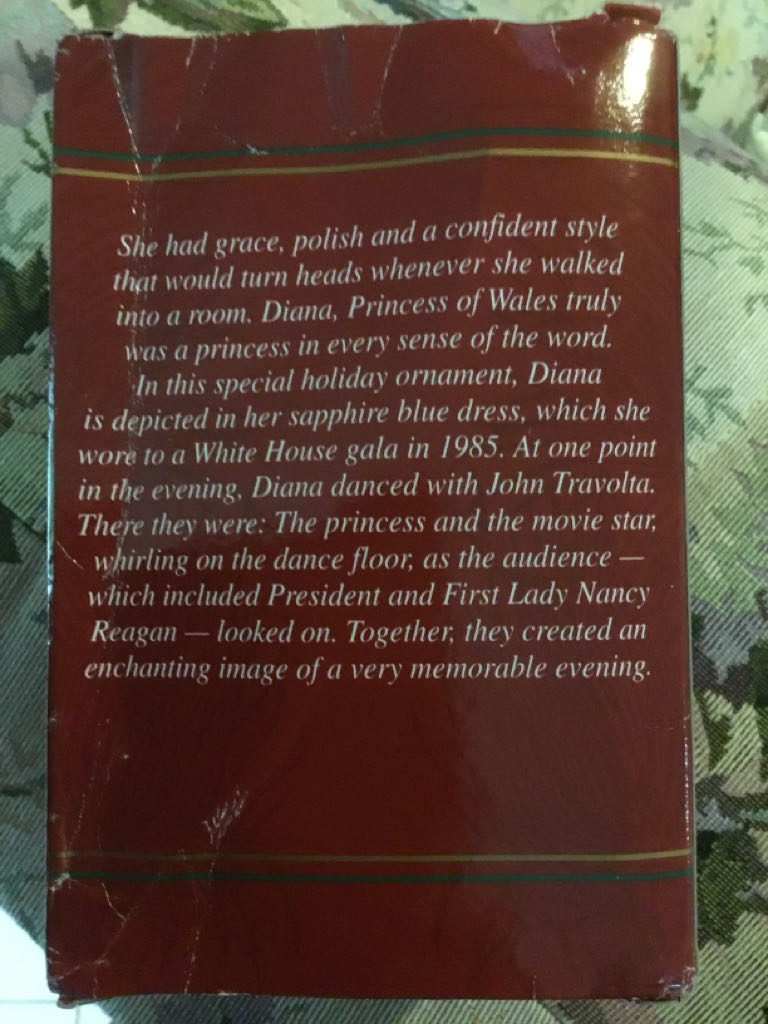 She had grace, polish and a confident style
that would turn heads whenever she walked
into a room. Diana, Princess of Wales truly
was a princess in every sense of the word.
In this special holiday ornament, Diana
is depicted in her sapphire blue dress, which she
wore to a White House gala in 1985. At one point
in the evening, Diana danced with John Travolta.
There they were: The princess and the movie star,
whirling on the dance floor, as the audience —
which included President and First Lady Nancy
Reagan — looked on. Together, they created an
enchanting image of a very memorable evening.